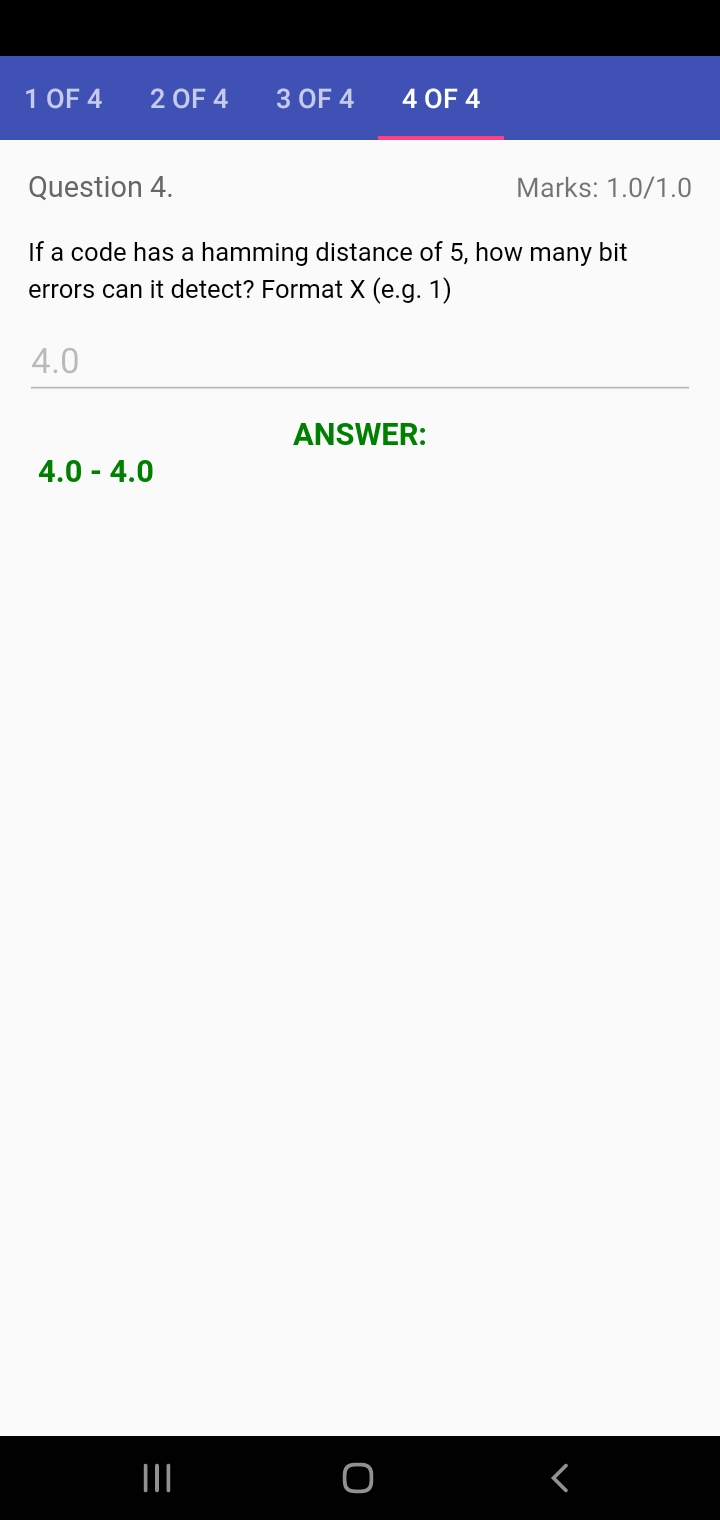 1 OF 4 2 OF 4 3 OF 4 4 OF 4
Question 4. Marks: 1.0/1.0
If a code has a hamming distance of 5, how many bit
errors can it detect? Format X (e.g. 1)
4.0
ANSWER:
4.0 - 4.0